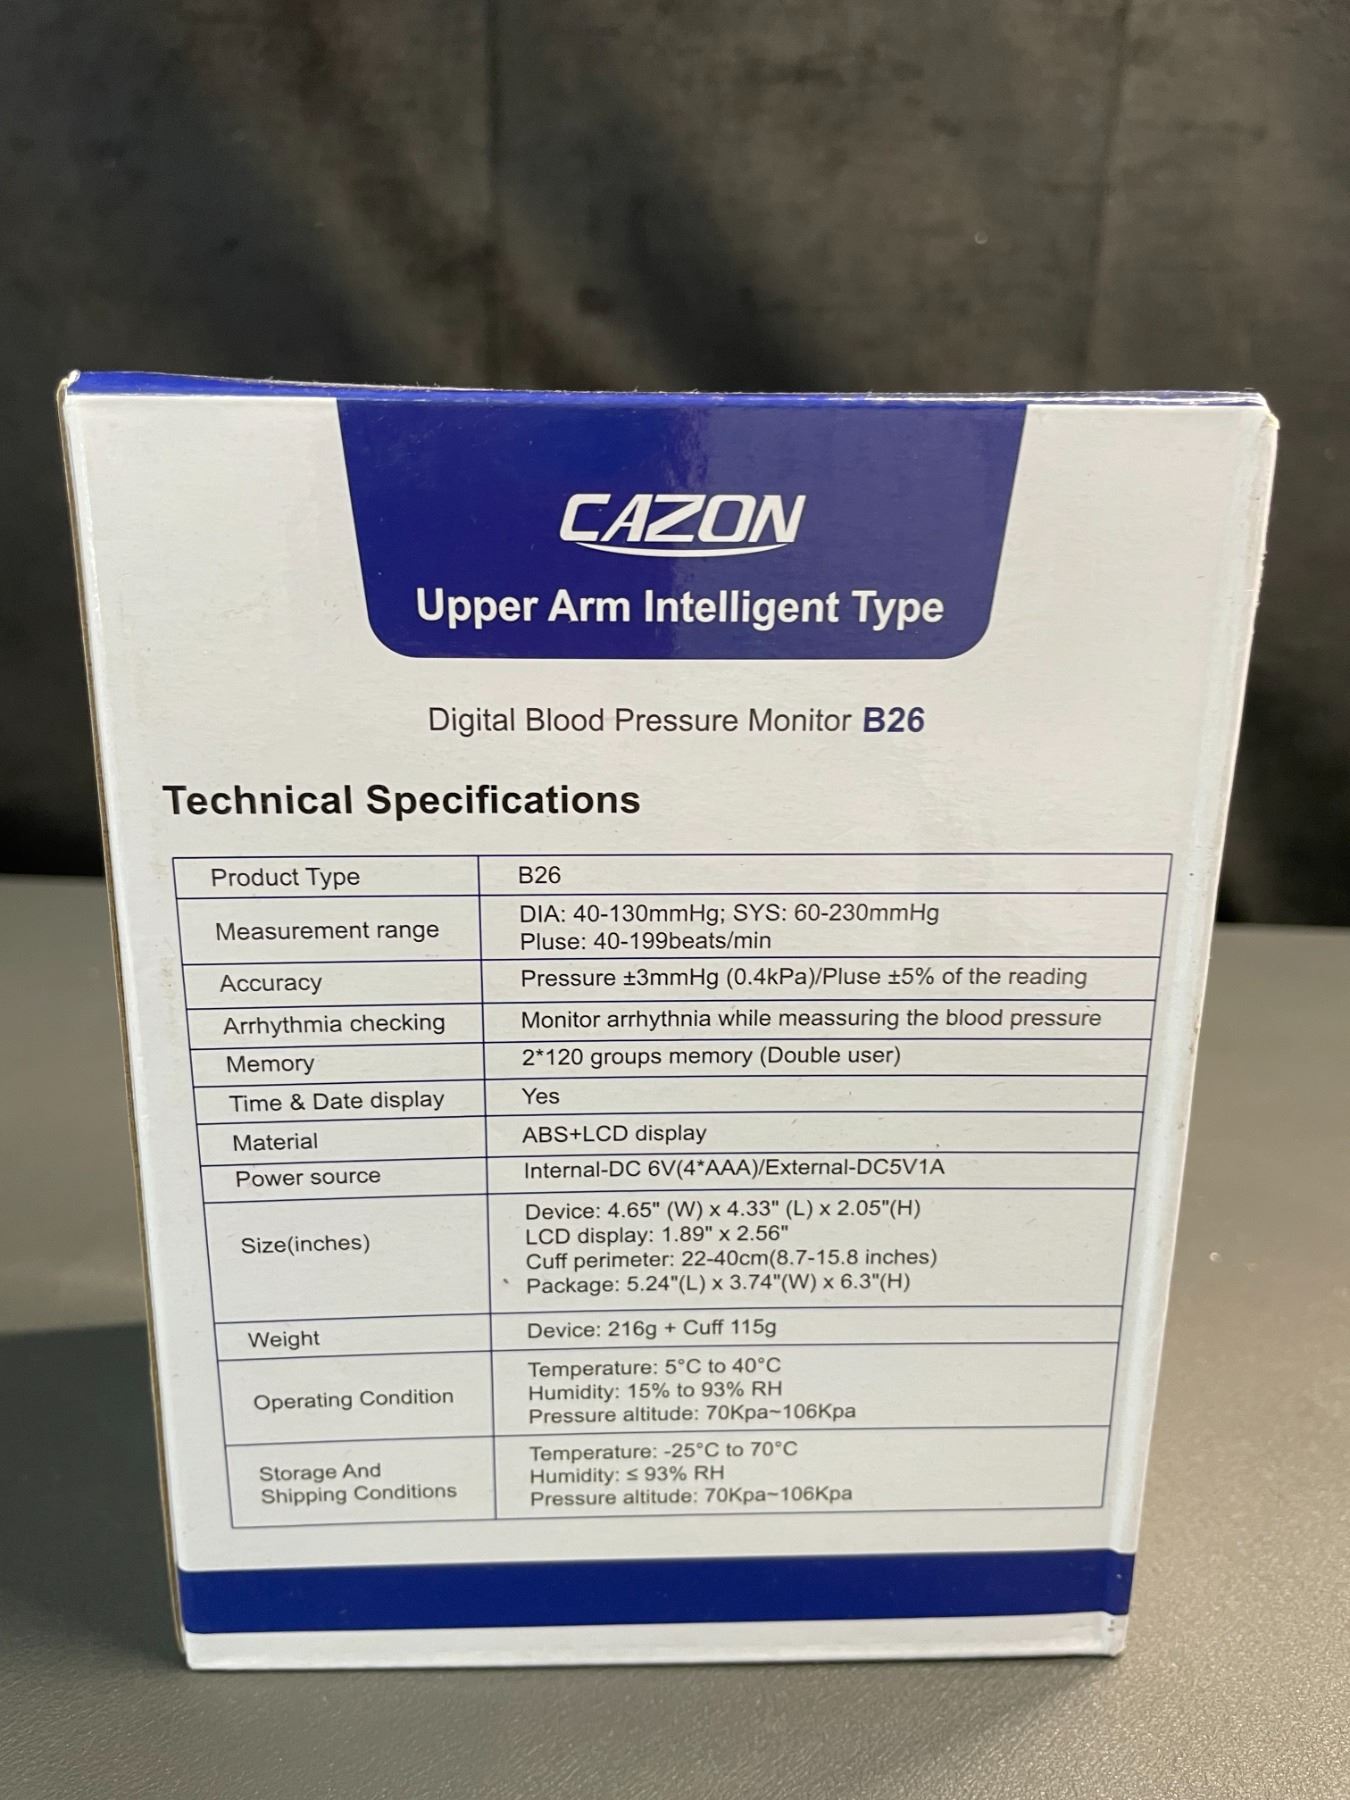 CAZON
Upper Arm Intelligent Type
Digital Blood Pressure Monitor B26
Technical Specifications
Product Type B26
Measurement range DIA: 40-130mmHg; SYS: 60-230mmHg
Pluse: 40-199beats/min
Accuracy Pressure ±3mmHg (0.4kPa)/Pluse ±5% of the reading
Arrhythmia checking Monitor arrhythnia while meassuring the blood pressure
Memory 2*120 groups memory (Double user)
Time & Date display Yes
Material ABS+LCD display
Power source Internal-DC 6V(4*AAA)/External-DC5V1A
Size(inches) Device: 4.65" (W) x 4.33" (L) x 2.05"(H)
LCD display: 1.89" x 2.56"
Cuff perimeter: 22-40cm(8.7-15.8 inches)
Package: 5.24"(L) x 3.74"(W) x 6.3"(H)
Weight Device: 216g + Cuff 115g
Operating Condition Temperature: 5°C to 40°C
Humidity: 15% to 93% RH
Pressure altitude: 70Kpa~106Kpa
Storage And
Shipping Conditions Temperature: -25°C to 70°C
Humidity: ≤ 93% RH
Pressure altitude: 70Kpa~106Kpa